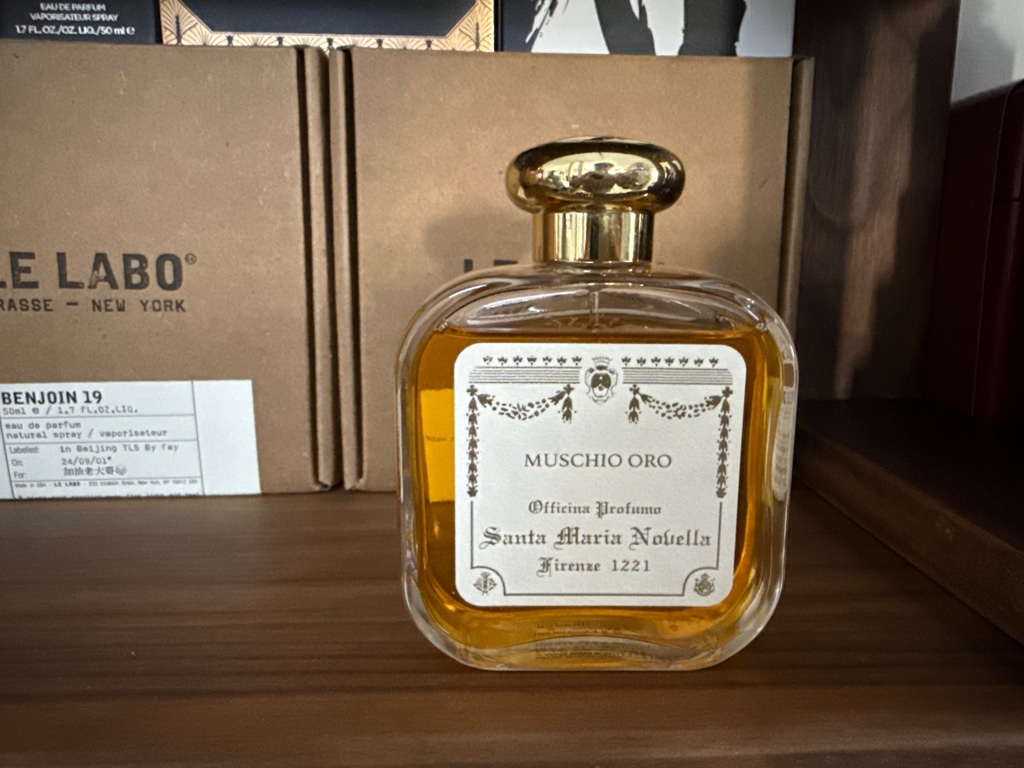 EAU DE PARFUM
VAPORISATEUR SPRAY
1.7 FL.OZ./OZ.LIQ./50 ml e
LE LABO®
GRASSE — NEW YORK
LE
BENJOIN 19
50ml e / 1.7 FL.OZ.LIQ.
eau de parfum
natural spray / vaporisateur
Labelled: in Beijing TLS By Fay
On: 24/09/01*
For: 加油老大哥
MUSCHIO ORO
Officina Profumo
Santa Maria Novella
Firenze 1221